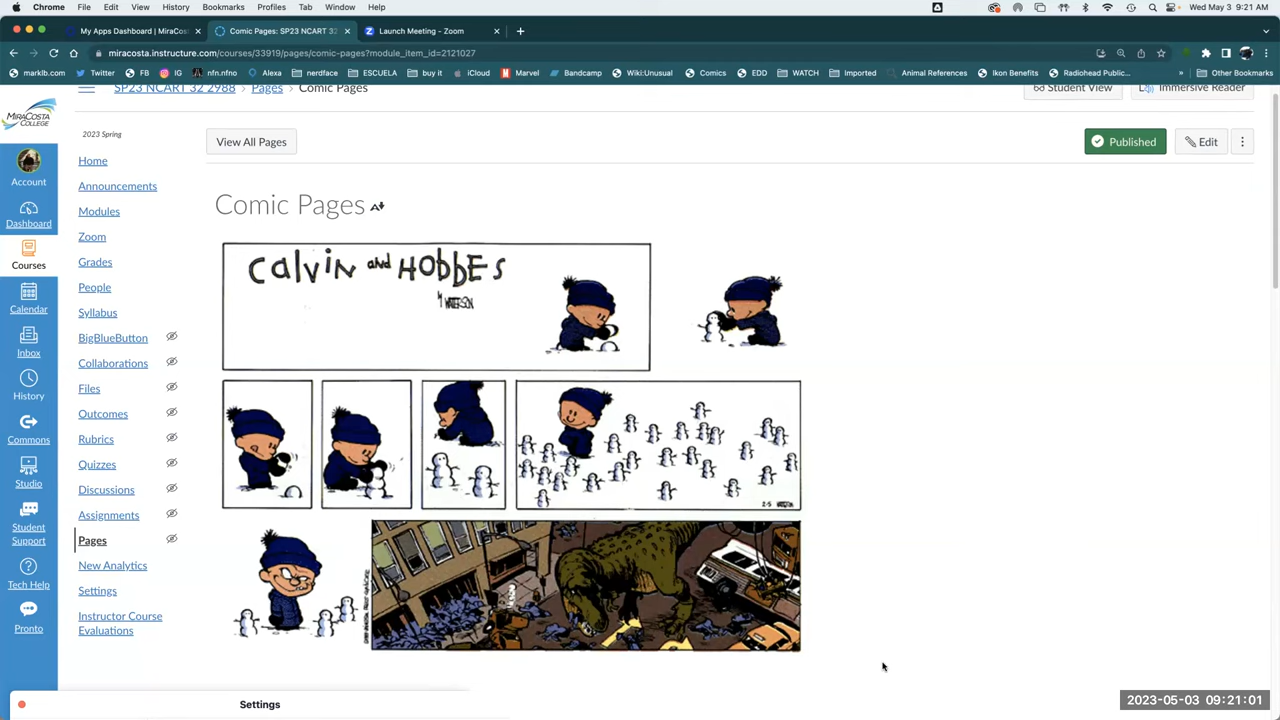 Chrome File Edit View History Bookmarks Profiles Tab Window Help Wed May 3 9:21 AM
My Apps Dashboard | MiraCos Comic Pages: SP23 NCART 32 Launch Meeting - Zoom
miracosta.instructure.com/courses/33919/pages/comic-pages?module_item_id=2121027
markIb.com Twitter FB IG nfn.nfno Alexa nerdface ESCUELA buy it iCloud Marvel Bandcamp Wiki:Unusual Comics EDD WATCH Imported Animal References Ikon Benefits Radiohead Public... » Other Bookmarks
SP23 NCART 32 2988 > Pages > Comic Pages Student View Immersive Reader
MIRACOSTA COLLEGE
2023 Spring
View All Pages Published Edit
Account
Dashboard
Courses
Calendar
Inbox
History
Commons
Studio
Student Support
Tech Help
Pronto
Home
Announcements
Modules
Zoom
Grades
People
Syllabus
BigBlueButton
Collaborations
Files
Outcomes
Rubrics
Quizzes
Discussions
Assignments
Pages
New Analytics
Settings
Instructor Course
Evaluations
Comic Pages
Calvin and HobbEs
BY WATTERSON
2-5 WATTERSON
Settings
2023-05-03 09:21:01